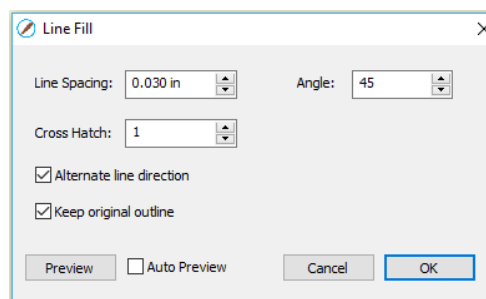 Line Fill
Line Spacing: 0.030 in Angle: 45
Cross Hatch: 1
Alternate line direction
Keep original outline
Preview Auto Preview Cancel OK